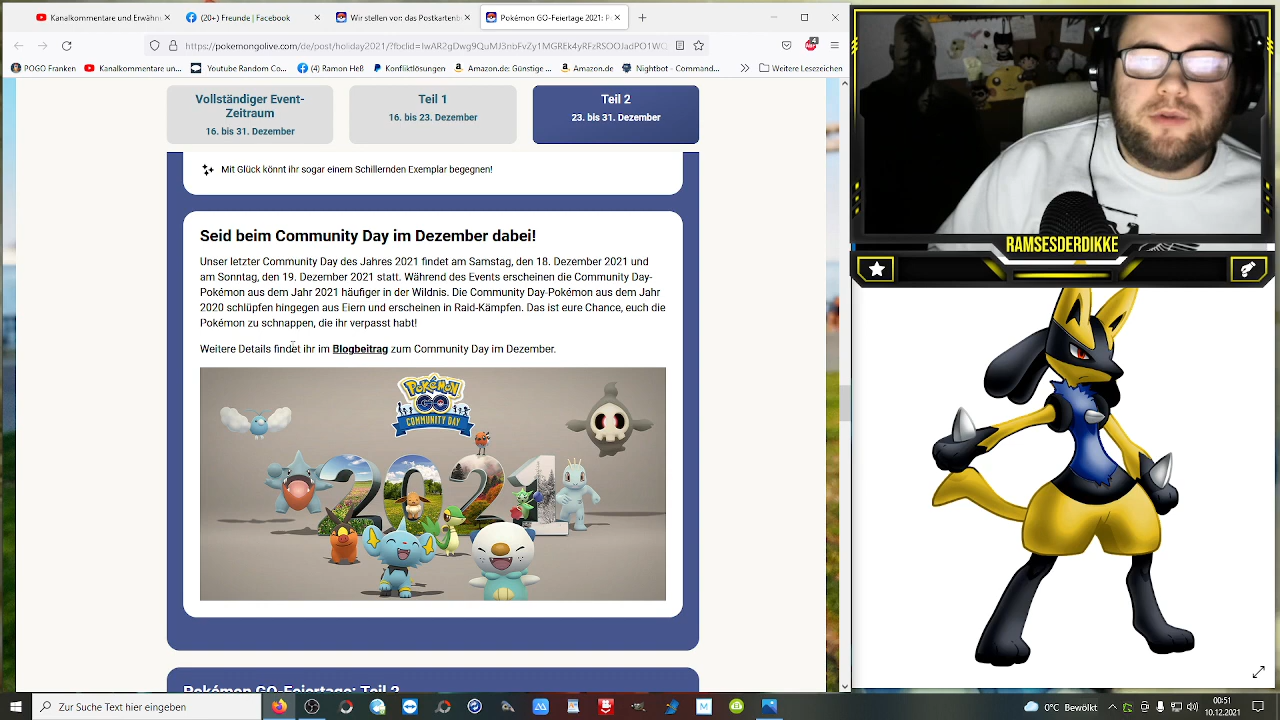 Kanalkommentare und Erwähn
(20+) Freunde | Facebook
Wir stellen vor: das Postkarten
Pokémon GO-Feiertage 2021:
POGO Franken
Kanalkommentare un...
Youtube Random Co...
(4) Ramon Heß
Konfliktlösungen
Amazon.de: Günstige ...
Amazon.de
Nightbot - Command...
Weitere Lesezeichen
Vollständiger Event-
Zeitraum
16. bis 31. Dezember
Teil 1
16. bis 23. Dezember
Teil 2
23. bis 31. Dezember
Mit Glück könnt ihr sogar einem Schillernden Exemplar begegnen!
Seid beim Community Day im Dezember dabei!
Unser letzter Community Day des Jahres 2021 findet am Samstag, den 18. Dezember 2021 und
am Sonntag, den 19. Dezember 2021 statt. Während des Events erscheinen die Community Day-
Pokémon aus dem Jahr 2021 häufiger in der Wildnis. Die Community Day-Pokémon aus dem Jahr
2020 schlüpfen hingegen aus Eiern und erscheinen in Raid-Kämpfen. Das ist eure Chance, euch die
Pokémon zu schnappen, die ihr verpasst habt!
Weitere Details findet ihr im Blogbeitrag zum Community Day im Dezember.
Pokémon
GO
COMMUNITY DAY
2021
Pokémon GO-Feiertage: Teil 2
RAMSESDERDIKKE
Zur Suche Text hier eingeben
0°C Bewölkt
00:51
10.12.2021